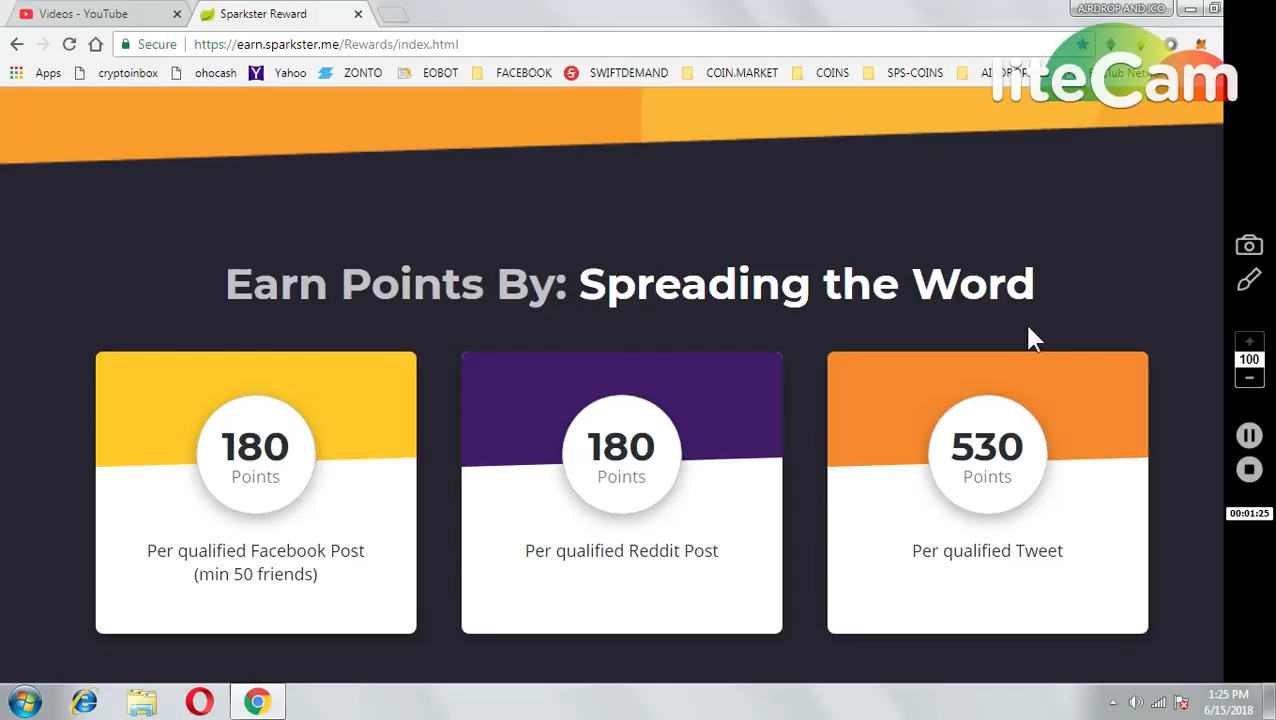 Videos - YouTube
Sparkster Reward
AIRDROP AND ICO
Secure
https://earn.sparkster.me/Rewards/index.html
Apps
cryptoinbox
ohocash
Yahoo
ZON
EOBOT
FACEBOOK
SWIFTDEMAND
COIN.MARKET
COINS
SPS-COINS
liteCam
Earn Points By: Spreading the Word
100
180
Points
180
Points
530
Points
00:01:25
Per qualified Facebook Post
(min 50 friends)
Per qualified Reddit Post
Per qualified Tweet
1:25 PM
6/15/2018